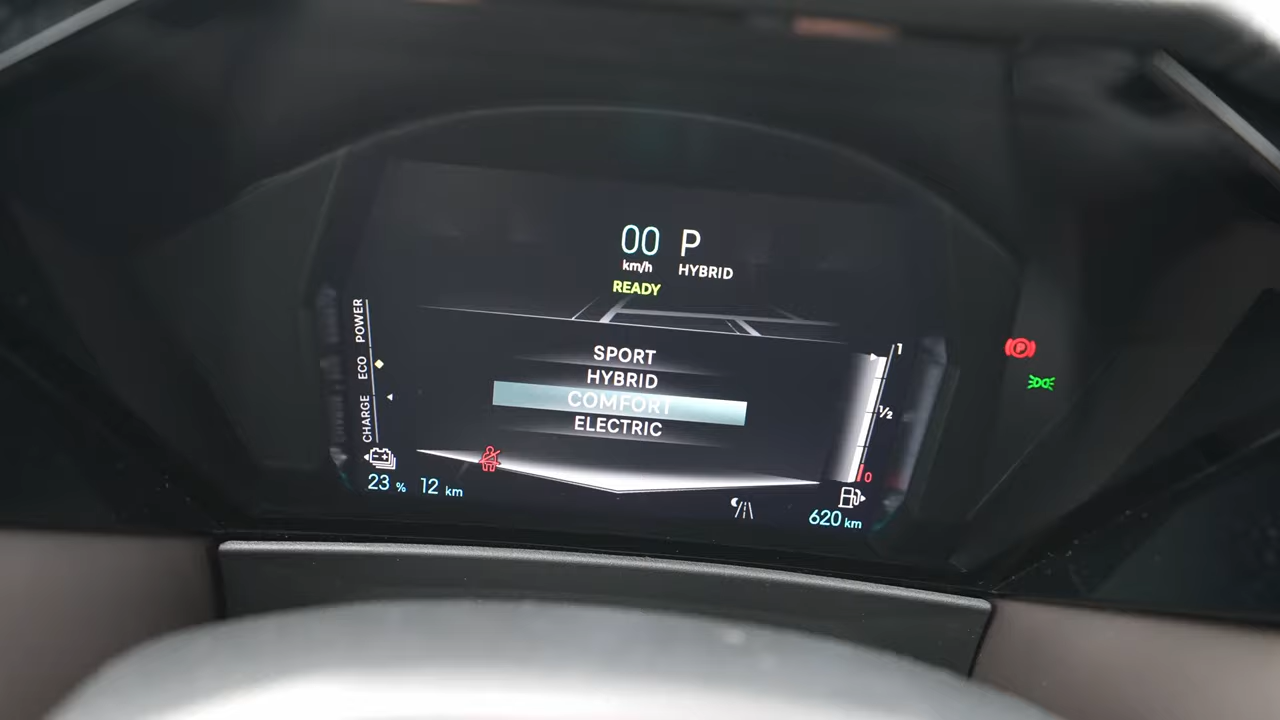 00 P
km/h HYBRID
READY
POWER
ECO
CHARGE
SPORT
HYBRID
COMFORT
ELECTRIC
1
1/2
0
23 % 12 km
620 km